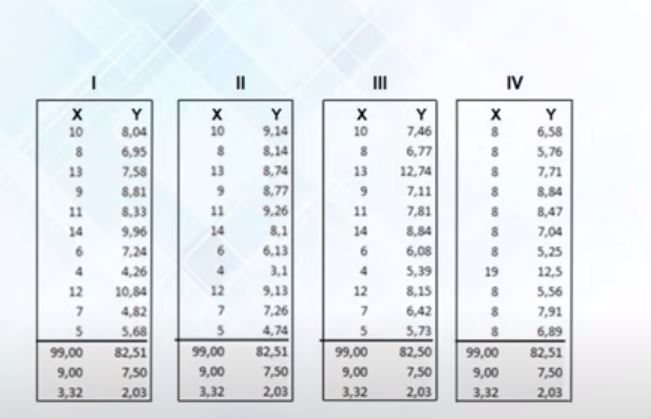 I II III IV
X Y X Y X Y X Y
10 8,04 10 9,14 10 7,46 8 6,58
8 6,95 8 8,14 8 6,77 8 5,76
13 7,58 13 8,74 13 12,74 8 7,71
9 8,81 9 8,77 9 7,11 8 8,84
11 8,33 11 9,26 11 7,81 8 8,47
14 9,96 14 8,1 14 8,84 8 7,04
6 7,24 6 6,13 6 6,08 8 5,25
4 4,26 4 3,1 4 5,39 19 12,5
12 10,84 12 9,13 12 8,15 8 5,56
7 4,82 7 7,26 7 6,42 8 7,91
5 5,68 5 4,74 5 5,73 8 6,89
99,00 82,51 99,00 82,51 99,00 82,50 99,00 82,51
9,00 7,50 9,00 7,50 9,00 7,50 9,00 7,50
3,32 2,03 3,32 2,03 3,32 2,03 3,32 2,03